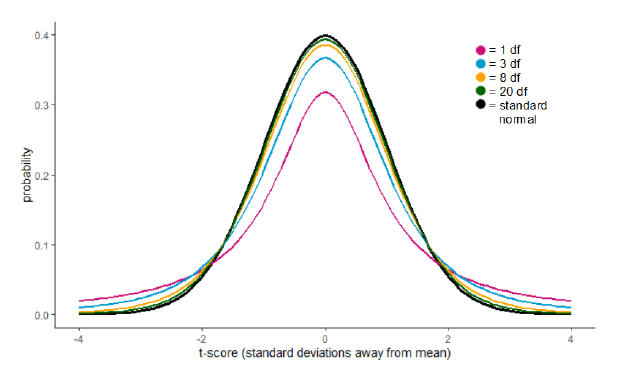 0.4
= 1 df
= 3 df
= 8 df
= 20 df
= standard
normal
0.3
0.2
0.1
0.0
probability
-4
-2
0
2
4
t-score (standard deviations away from mean)